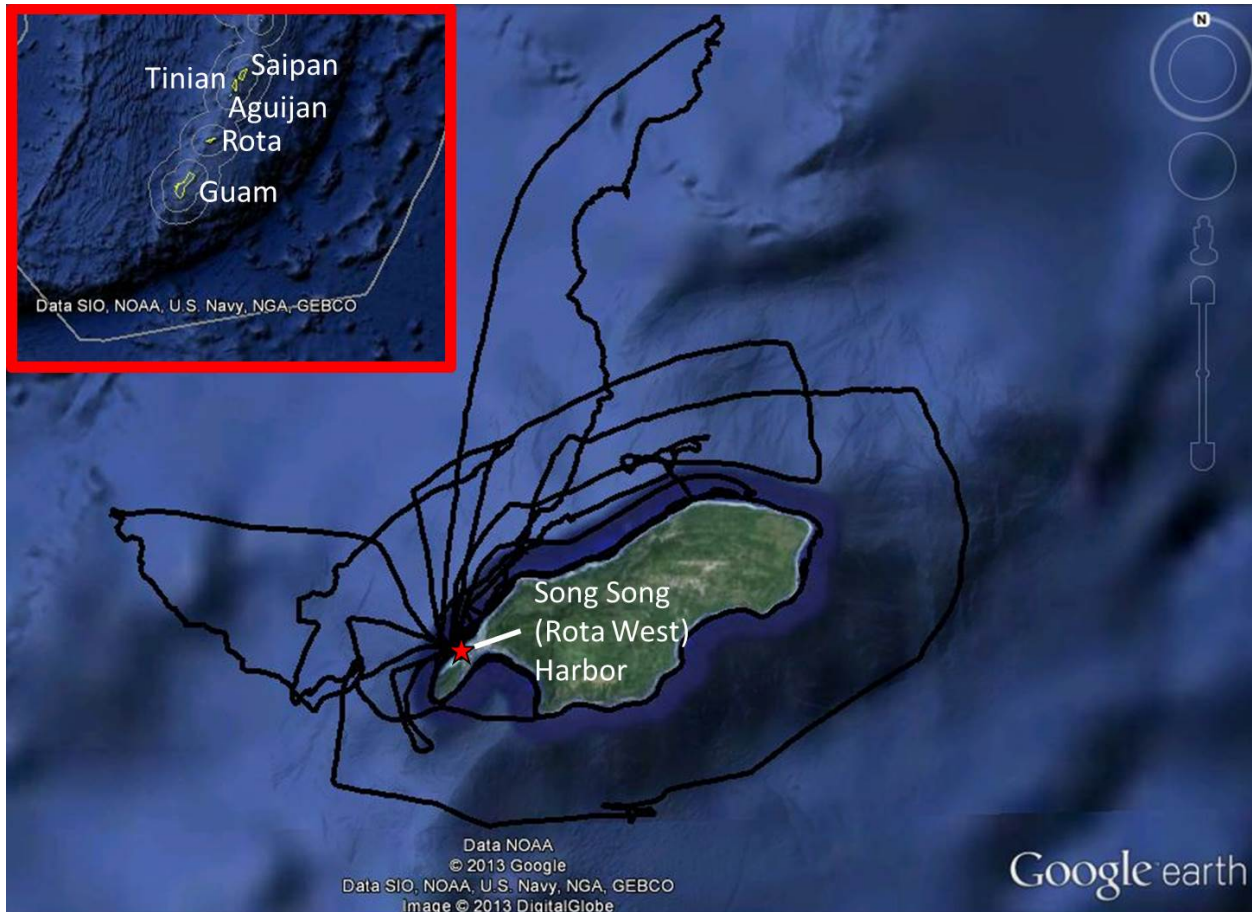 Saipan
Tinian
Aguijan
Rota
Guam
Data SIO, NOAA, U.S. Navy, NGA, GEBCO
N
Song Song
(Rota West)
Harbor
Data NOAA
© 2013 Google
Data SIO, NOAA, U.S. Navy, NGA, GEBCO
Image © 2013 DigitalGlobe
Google earth